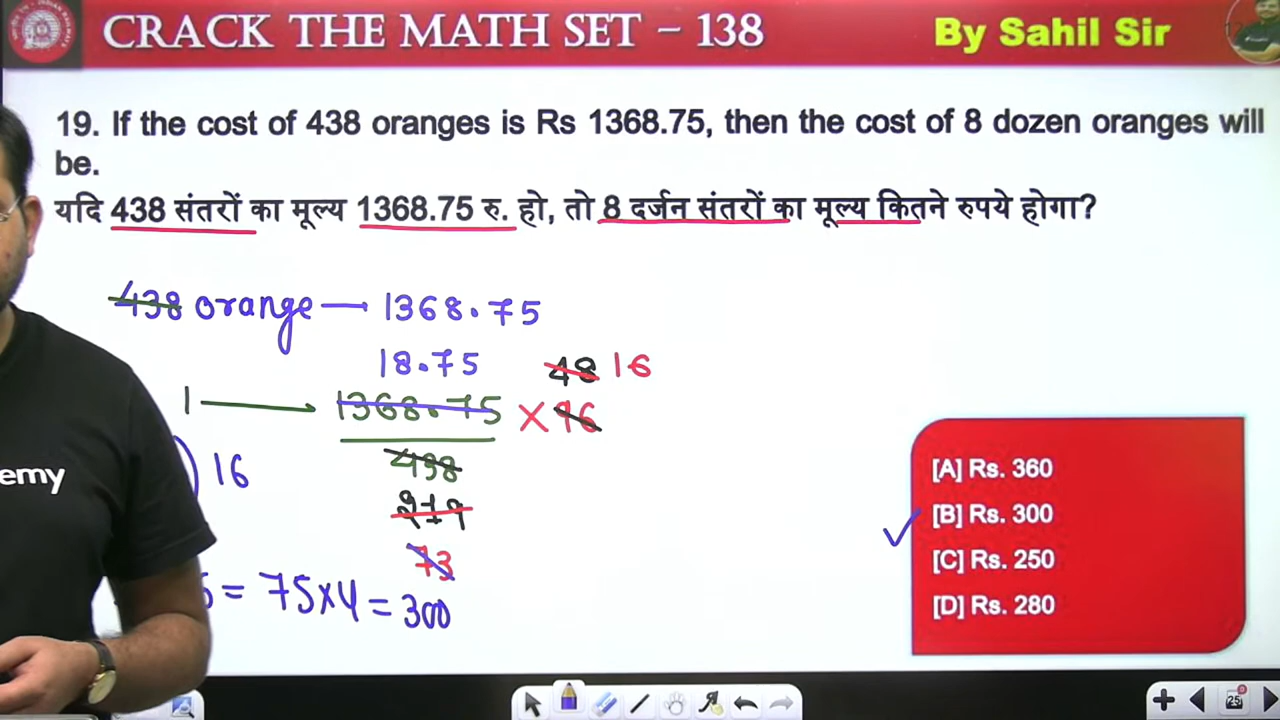 CRACK THE MATH SET – 138
By Sahil Sir
19. If the cost of 438 oranges is Rs 1368.75, then the cost of 8 dozen oranges will
be.
यदि 438 संतरों का मूल्य 1368.75 रु. हो, तो 8 दर्जन संतरों का मूल्य कितने रुपये होगा?
438 orange — 1368.75
18.75 48 16
1 → 1368.75 × 96
438
219
73
16
= 75×4 = 300
emy
[A] Rs. 360
[B] Rs. 300
[C] Rs. 250
[D] Rs. 280
25